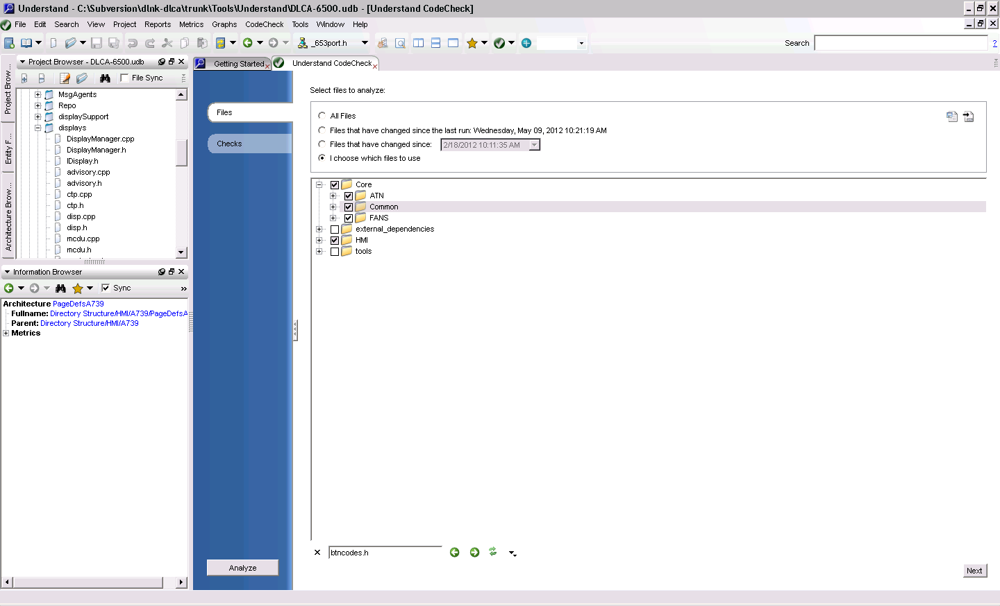 Understand - C:\Subversion\dlnk-dlca\trunk\Tools\Understand\DLCA-6500.udb - [Understand CodeCheck]
File Edit Search View Project Reports Metrics Graphs CodeCheck Tools Window Help
_653port.h
Search
?
Project Browser - DLCA-6500.udb
File Sync
Project Brow...
Entity F...
Architecture Brow...
MsgAgents
Repo
displaySupport
displays
DisplayManager.cpp
DisplayManager.h
IDisplay.h
advisory.cpp
advisory.h
ctp.cpp
ctp.h
disp.cpp
disp.h
mcdu.cpp
mcdu.h
Information Browser
Sync
»
Architecture PageDefsA739
Fullname: Directory Structure/HMI/A739/PageDefsA
Parent: Directory Structure/HMI/A739
Metrics
Getting Started
Understand CodeCheck
Files
Checks
Analyze
Select files to analyze:
All Files
Files that have changed since the last run: Wednesday, May 09, 2012 10:21:19 AM
Files that have changed since: 2/18/2012 10:11:35 AM
I choose which files to use
Core
ATN
Common
FANS
external_dependencies
HMI
tools
btncodes.h
Next